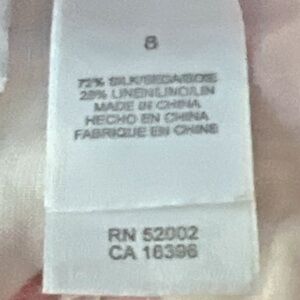 8
72% SILK/SEDA/SOIE
28% LINEN/LINO/LIN
MADE IN CHINA
HECHO EN CHINA
FABRIQUE EN CHINE
RN 52002
CA 16396